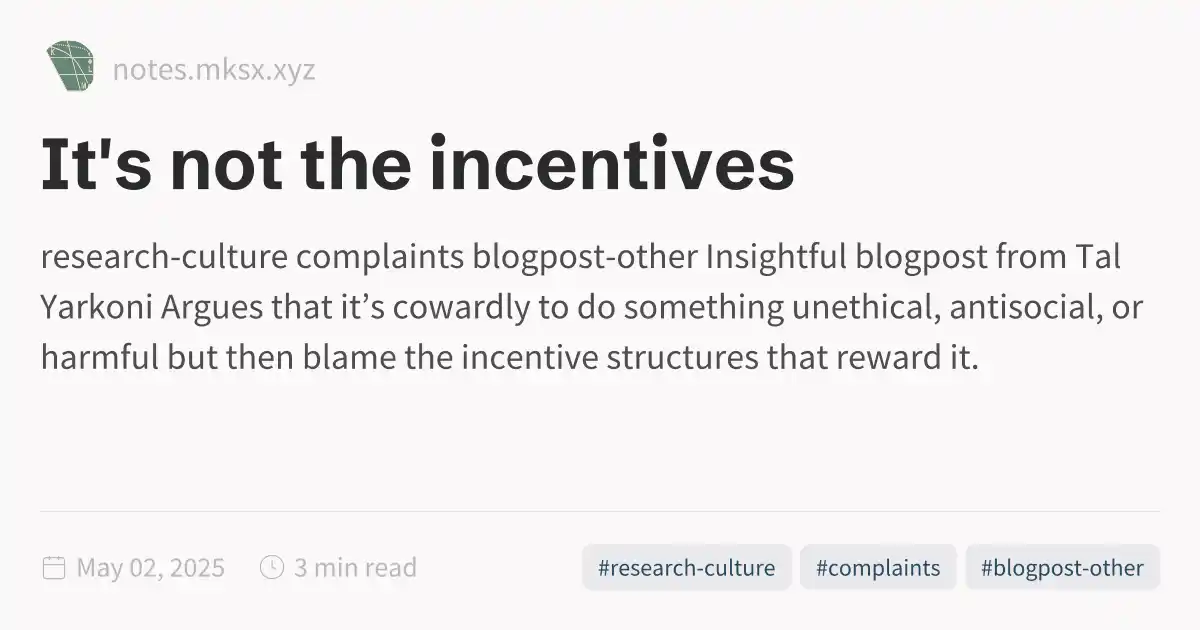 notes.mksx.xyz
It's not the incentives
research-culture complaints blogpost-other Insightful blogpost from Tal
Yarkoni Argues that it’s cowardly to do something unethical, antisocial, or
harmful but then blame the incentive structures that reward it.
May 02, 2025 3 min read #research-culture #complaints #blogpost-other